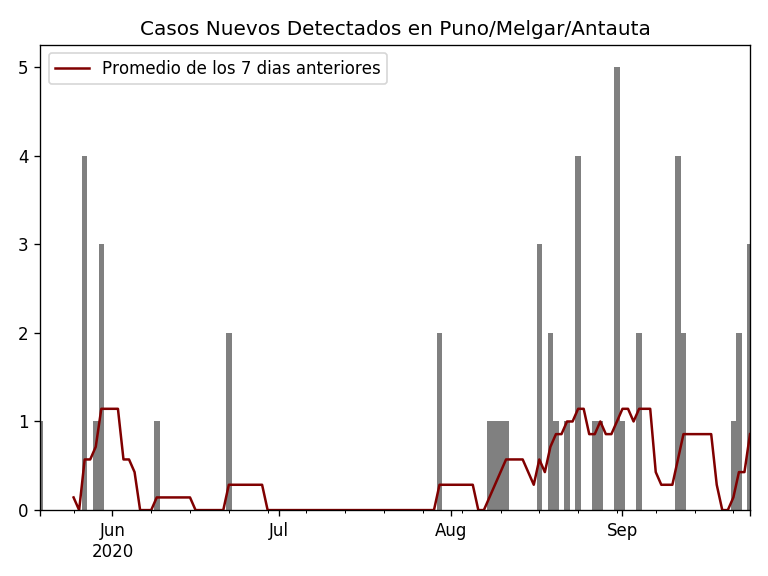 Casos Nuevos Detectados en Puno/Melgar/Antauta
Promedio de los 7 dias anteriores
5
4
3
2
1
0
Jun
2020
Jul
Aug
Sep